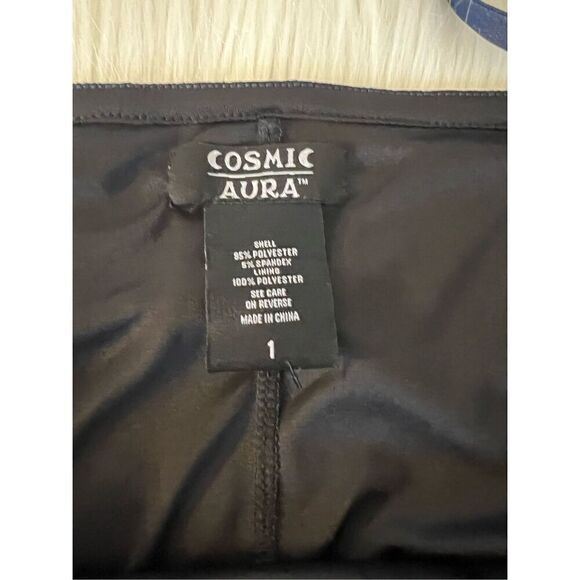 COSMIC
AURA™
SHELL
95% POLYESTER
5% SPANDEX
LINING
100% POLYESTER
SEE CARE
ON REVERSE
MADE IN CHINA
1